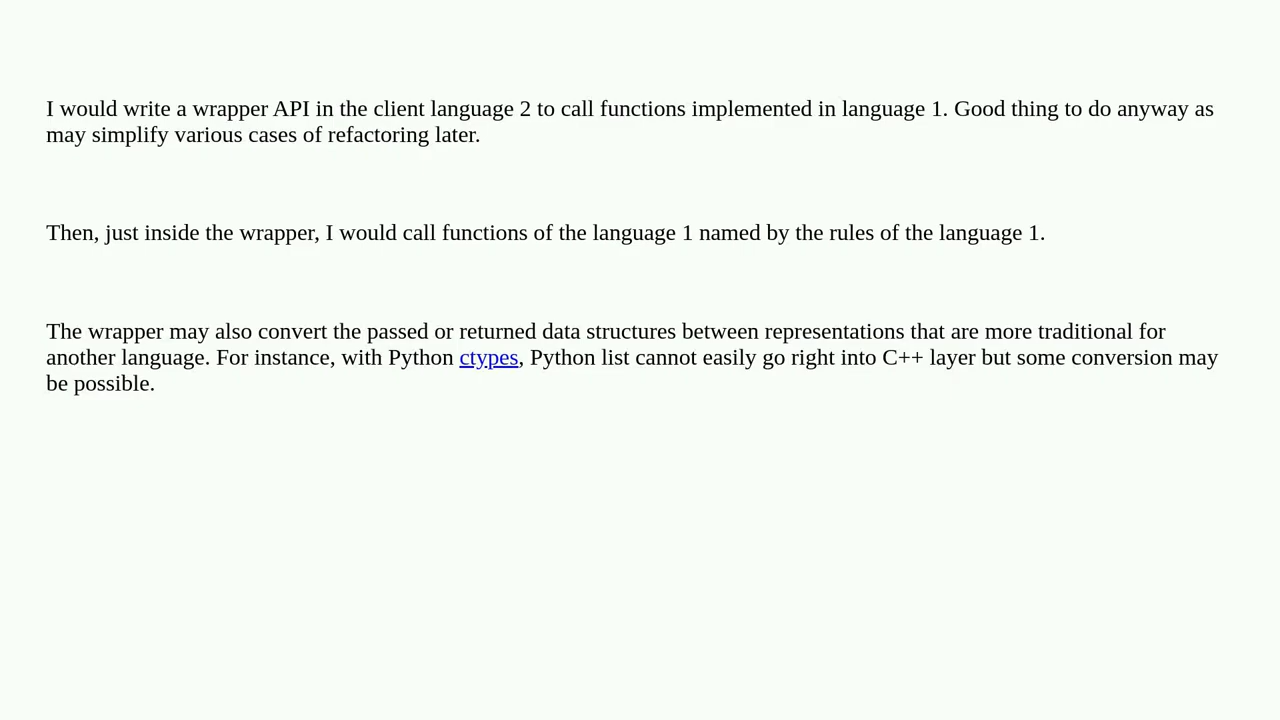 I would write a wrapper API in the client language 2 to call functions implemented in language 1. Good thing to do anyway as
may simplify various cases of refactoring later.
Then, just inside the wrapper, I would call functions of the language 1 named by the rules of the language 1.
The wrapper may also convert the passed or returned data structures between representations that are more traditional for
another language. For instance, with Python ctypes, Python list cannot easily go right into C++ layer but some conversion may
be possible.